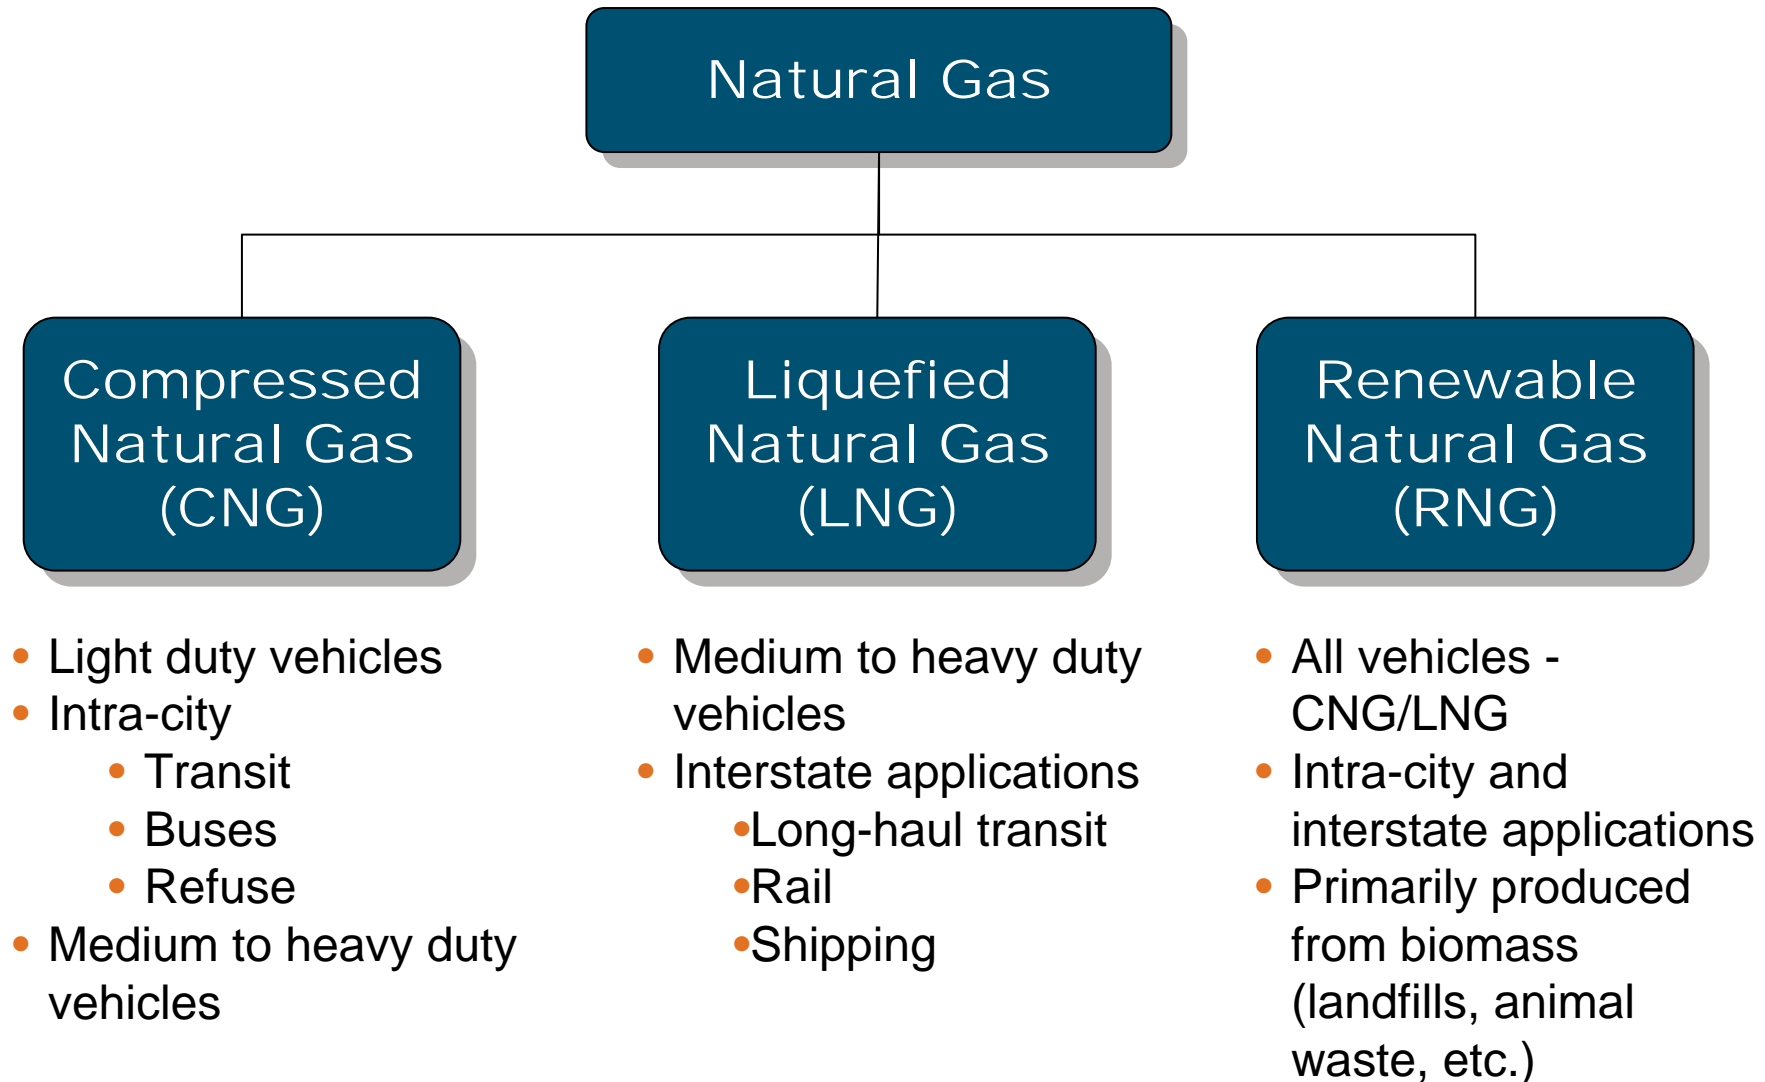 Natural Gas
Compressed
Natural Gas
(CNG)
Liquefied
Natural Gas
(LNG)
Renewable
Natural Gas
(RNG)
• Light duty vehicles
• Intra-city
• Transit
• Buses
• Refuse
• Medium to heavy duty
vehicles
• Medium to heavy duty
vehicles
• Interstate applications
•Long-haul transit
•Rail
•Shipping
• All vehicles -
CNG/LNG
• Intra-city and
interstate applications
• Primarily produced
from biomass
(landfills, animal
waste, etc.)